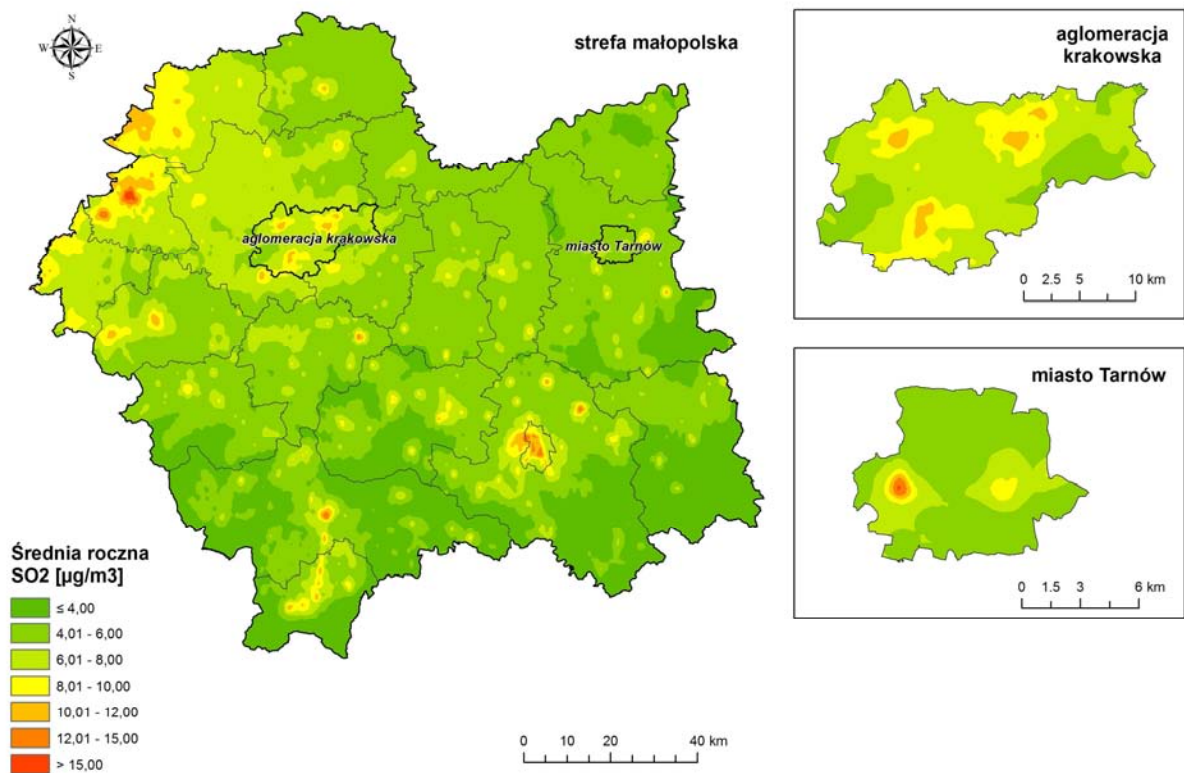 N
W E
S
strefa małopolska
aglomeracja krakowska
miasto Tarnów
Średnia roczna
SO2 [µg/m3]
≤ 4,00
4,01 - 6,00
6,01 - 8,00
8,01 - 10,00
10,01 - 12,00
12,01 - 15,00
> 15,00
0 10 20 40 km
aglomeracja
krakowska
0 2.5 5 10 km
miasto Tarnów
0 1.5 3 6 km